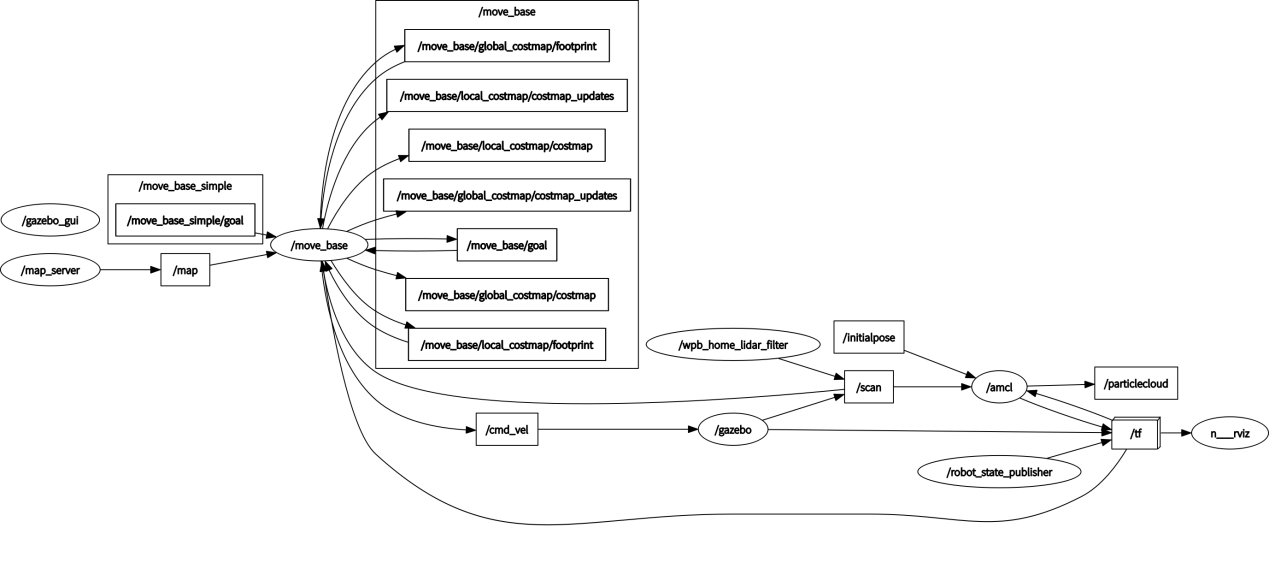 /move_base
/move_base/global_costmap/footprint
/move_base/local_costmap/costmap_updates
/move_base/local_costmap/costmap
/move_base_simple
/move_base/global_costmap/costmap_updates
/gazebo_gui
/move_base_simple/goal
/move_base
/move_base/goal
/map_server
/map
/move_base/global_costmap/costmap
/move_base/local_costmap/footprint
/wpb_home_lidar_filter
/initialpose
/scan
/amcl
/particlecloud
/cmd_vel
/gazebo
/tf
n___rviz
/robot_state_publisher